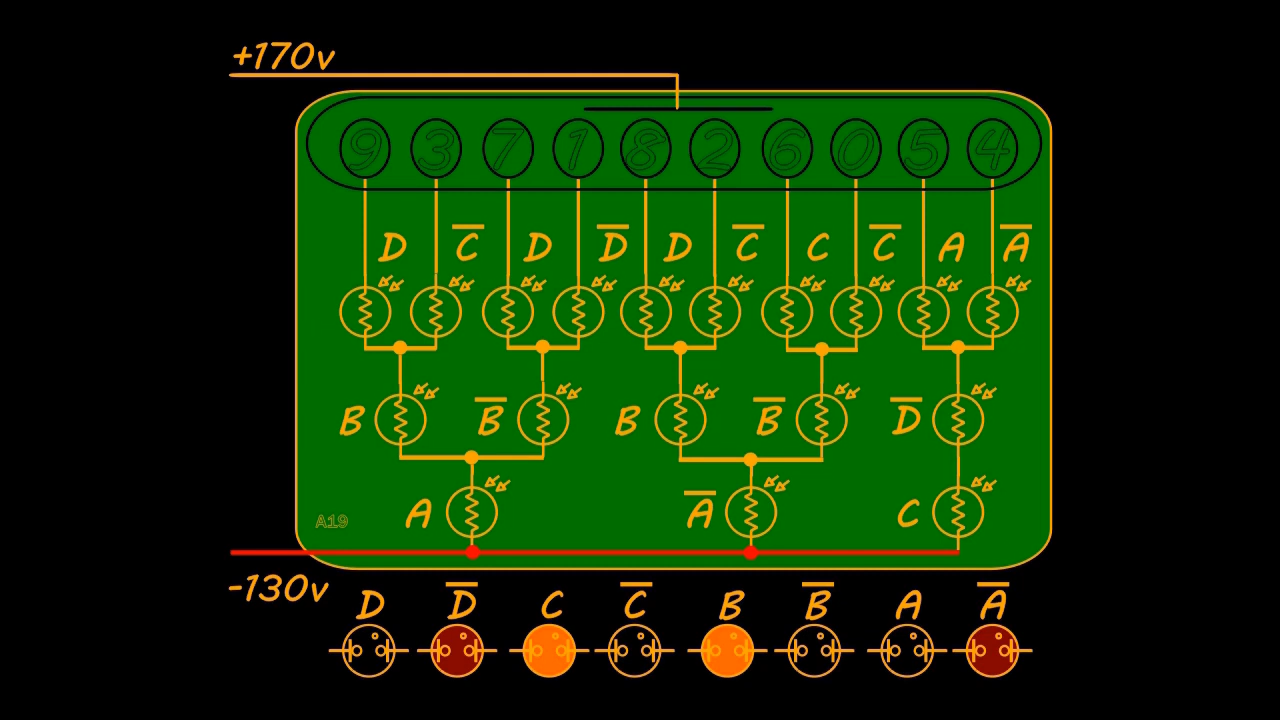 +170v
9 3 7 1 8 2 6 0 5 4
D C̅ D D̅ D C̅ C C̅ A A̅
B B̅ B B̅ D̅
A A̅ C
A19
-130v
D D̅ C C̅ B B̅ A A̅